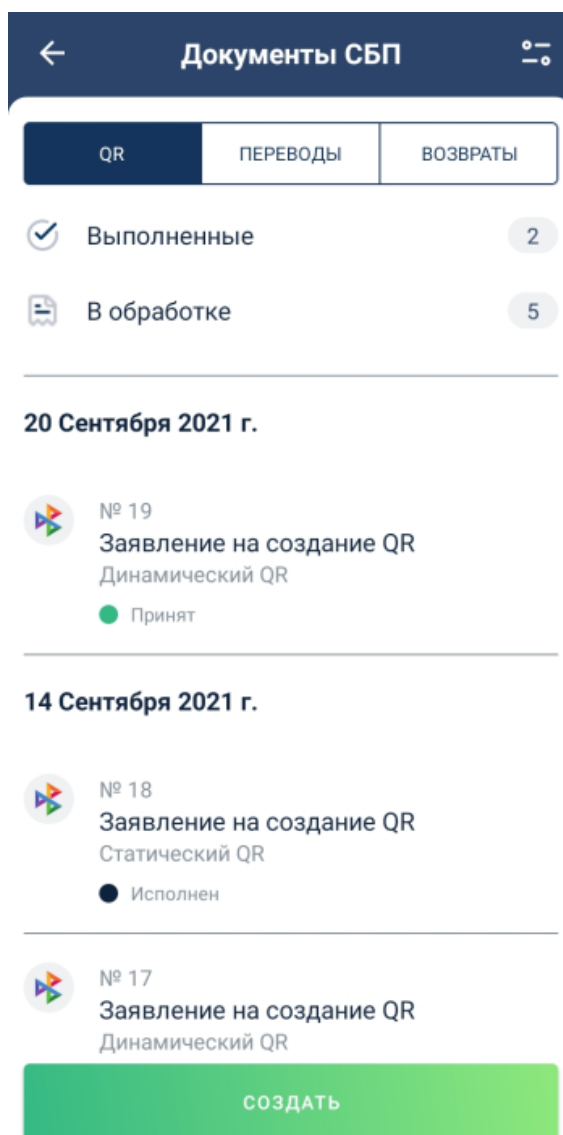 Документы СБП
QR ПЕРЕВОДЫ ВОЗВРАТЫ
Выполненные 2
В обработке 5
20 Сентября 2021 г.
№ 19
Заявление на создание QR
Динамический QR
Принят
14 Сентября 2021 г.
№ 18
Заявление на создание QR
Статический QR
Исполнен
№ 17
Заявление на создание QR
Динамический QR
СОЗДАТЬ